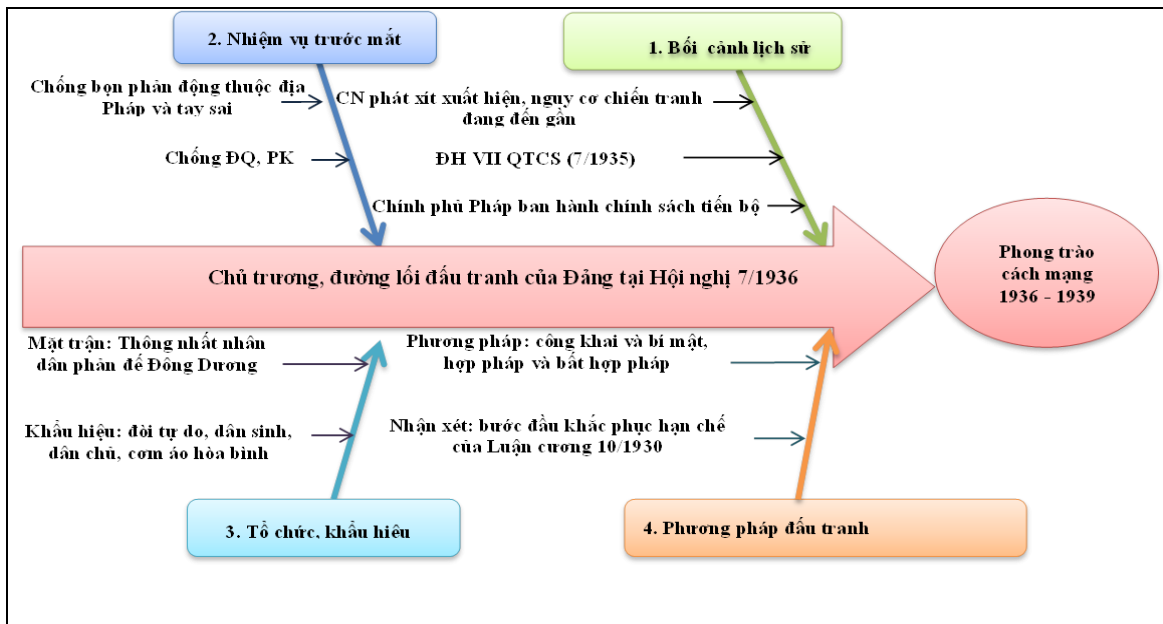 2. Nhiệm vụ trước mắt
1. Bối cảnh lịch sử
Chống bọn phản động thuộc địa
Pháp và tay sai
Chống ĐQ, PK
CN phát xít xuất hiện, nguy cơ chiến tranh
đang đến gần
ĐH VII QTCS (7/1935)
Chính phủ Pháp ban hành chính sách tiến bộ
Chủ trương, đường lối đấu tranh của Đảng tại Hội nghị 7/1936
Phong trào
cách mạng
1936 - 1939
Mặt trận: Thông nhất nhân
dân phản đế Đông Dương
Khẩu hiệu: đòi tự do, dân sinh,
dân chủ, cơm áo hòa bình
Phương pháp: công khai và bí mật,
hợp pháp và bất hợp pháp
Nhận xét: bước đầu khắc phục hạn chế
của Luận cương 10/1930
3. Tổ chức, khẩu hiêu
4. Phương pháp đấu tranh